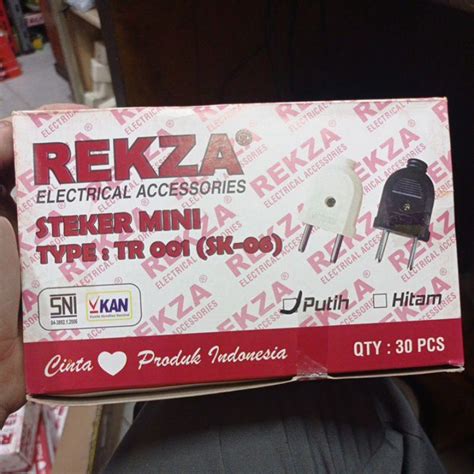 REKZA®
ELECTRICAL ACCESSORIES
STEKER MINI
TYPE : TR 001 (SK-06)
Putih
Hitam
SNI
KAN
Cinta Produk Indonesia
QTY : 30 PCS